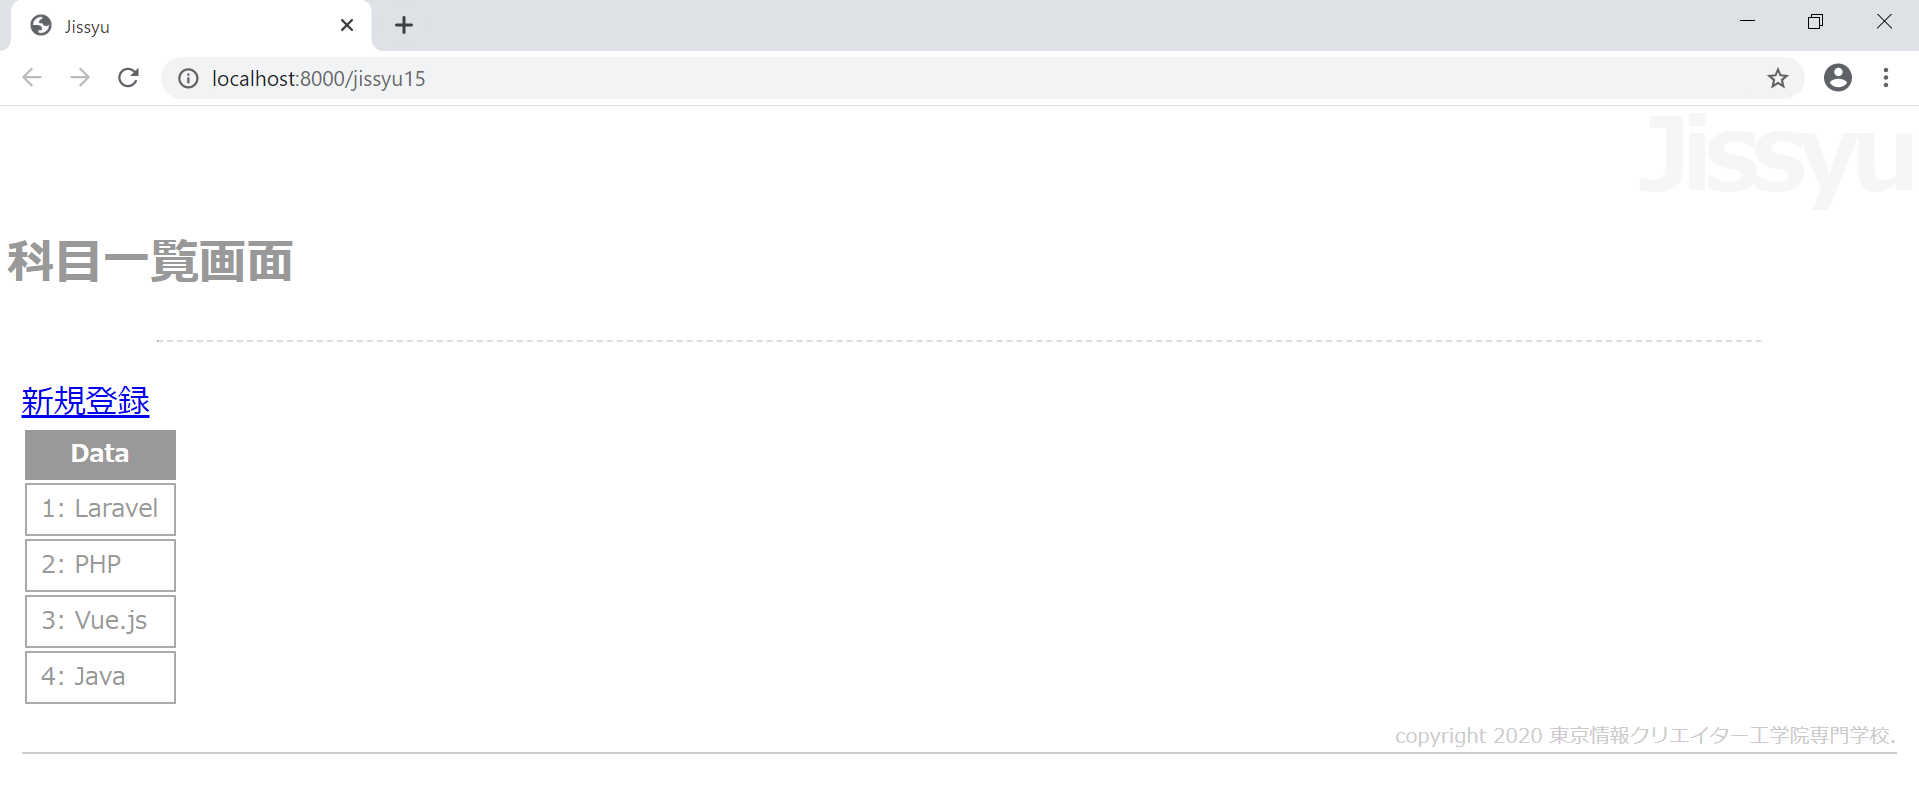 Jissyu
localhost:8000/jissyu15
Jissyu
科目一覧画面
新規登録
Data
1: Laravel
2: PHP
3: Vue.js
4: Java
copyright 2020 東京情報クリエイター工学院専門学校.